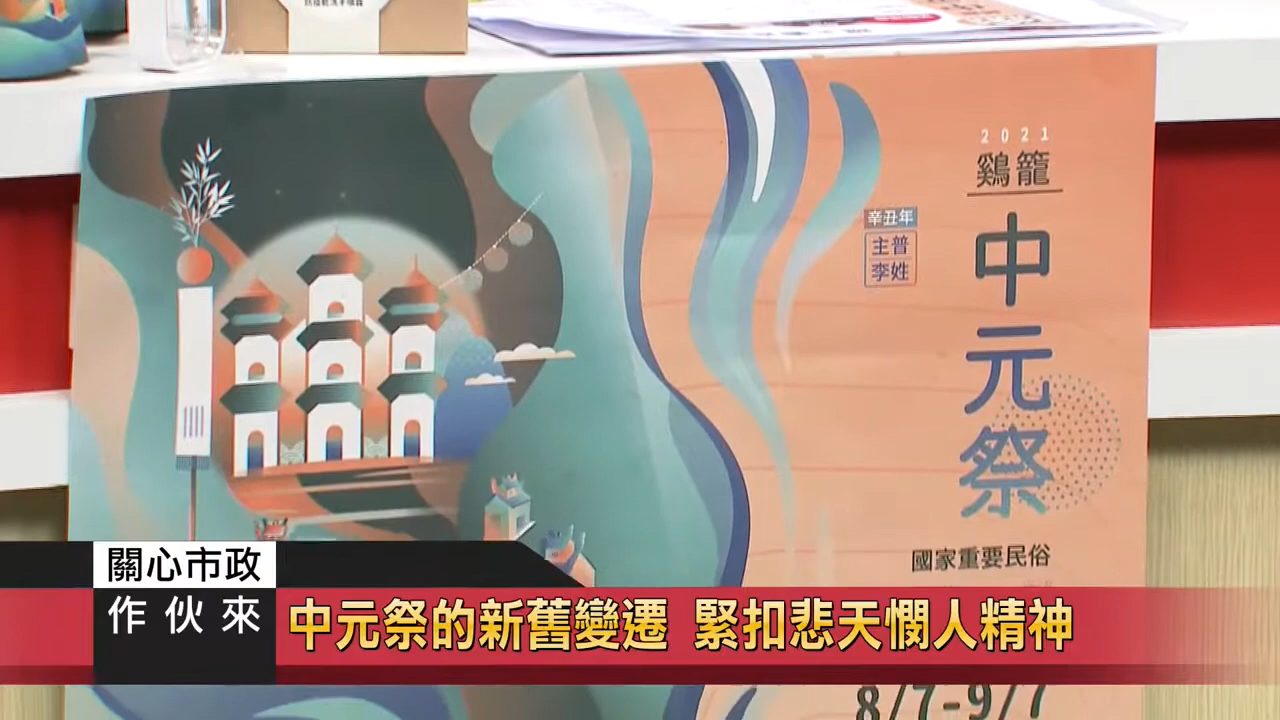 2021
鷄籠
中元祭
辛丑年
主普
李姓
國家重要民俗
關心市政
作伙來
中元祭的新舊變遷 緊扣悲天憫人精神
8/7-9/7